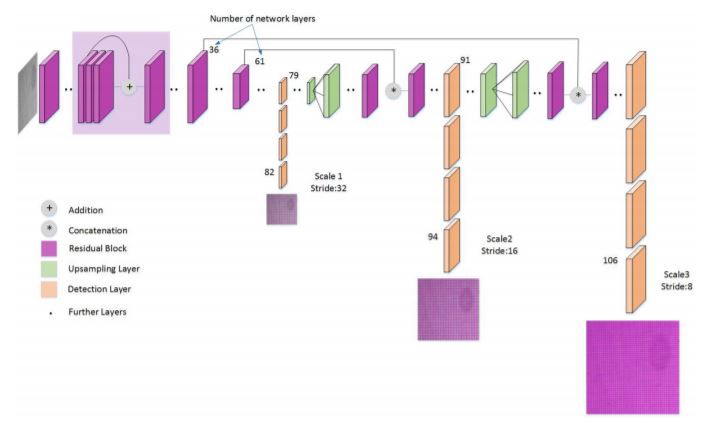 Number of network layers
36
61
79
91
82
Scale 1
Stride:32
94
Scale2
Stride:16
106
Scale3
Stride:8
+
*
*
+ Addition
* Concatenation
Residual Block
Upsampling Layer
Detection Layer
. Further Layers